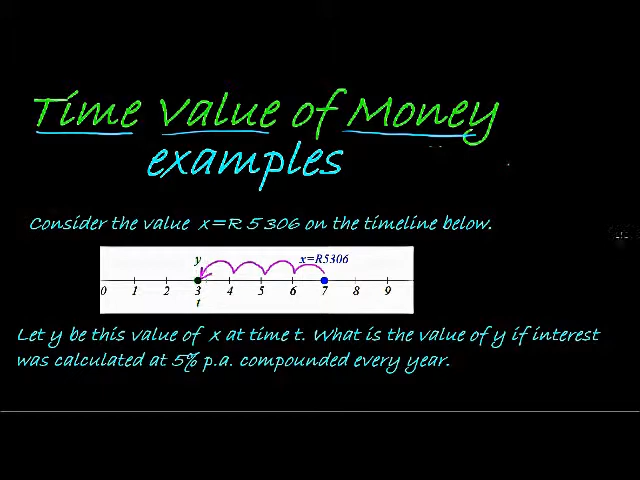 Time Value of Money
examples
Consider the value x=R 5 306 on the timeline below.
y x=R5306
0 1 2 3 4 5 6 7 8 9
t
Let y be this value of x at time t. What is the value of y if interest
was calculated at 5% p.a. compounded every year.